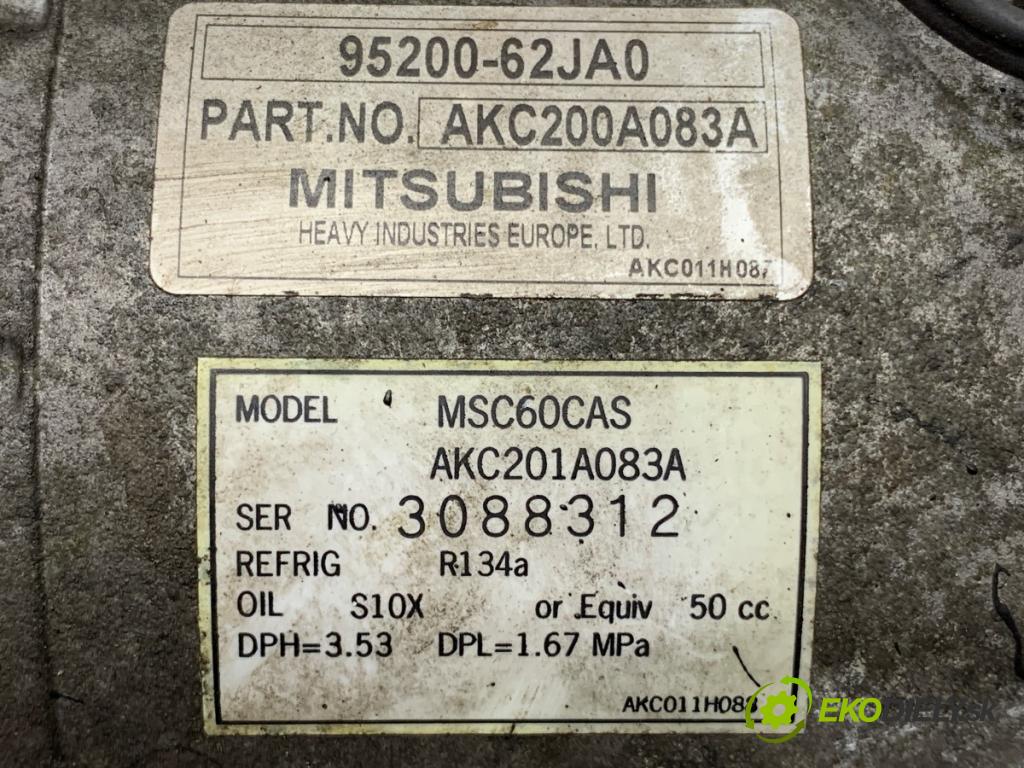 95200-62JA0
PART.NO. AKC200A083A
MITSUBISHI
HEAVY INDUSTRIES EUROPE, LTD.
AKC011H087
MODEL MSC60CAS
AKC201A083A
SER NO. 3088312
REFRIG R134a
OIL S10X or Equiv 50 cc
DPH=3.53 DPL=1.67 MPa